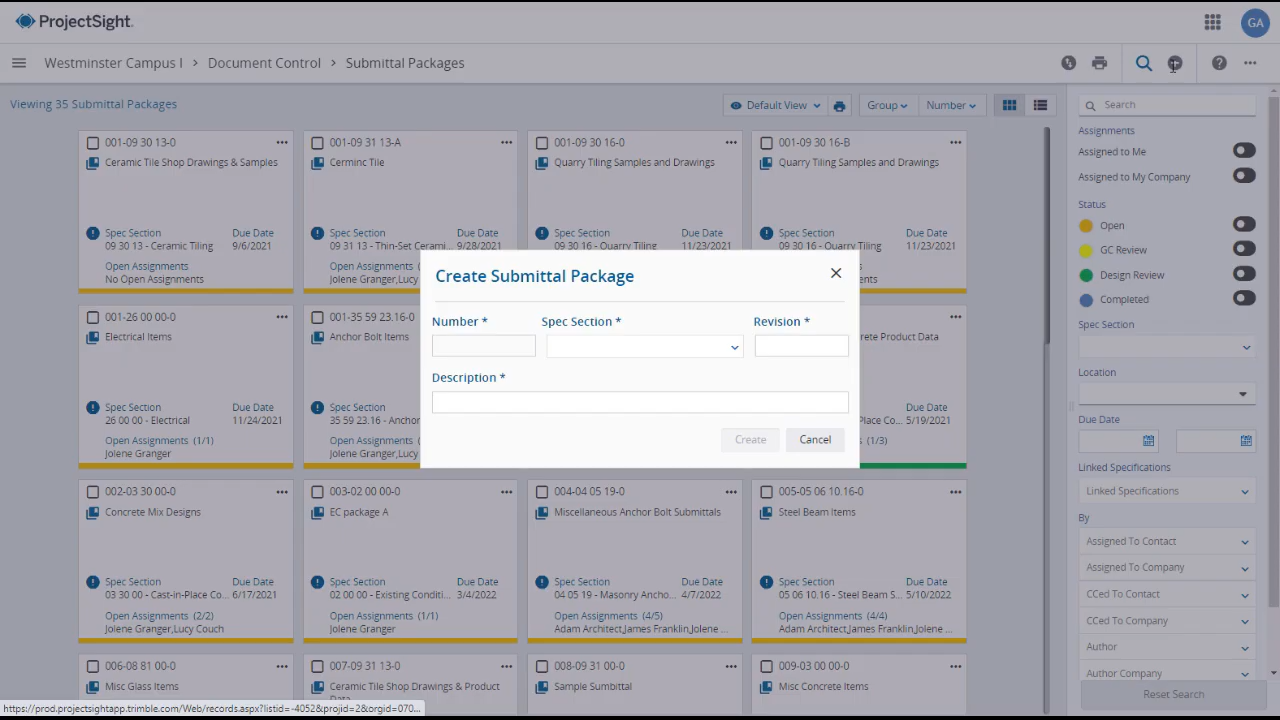 ProjectSight.
GA
Westminster Campus I > Document Control > Submittal Packages
Viewing 35 Submittal Packages
Default View
Group
Number
001-09 30 13-0
Ceramic Tile Shop Drawings & Samples
Spec Section Due Date
09 30 13 - Ceramic Tiling 9/6/2021
Open Assignments
No Open Assignments
001-09 31 13-A
Cerminc Tile
Spec Section Due Date
09 31 13 - Thin-Set Cerami... 9/28/2021
001-09 30 16-0
Quarry Tiling Samples and Drawings
Spec Section Due Date
09 30 16 - Quarry Tiling 11/23/2021
001-09 30 16-B
Quarry Tiling Samples and Drawings
Spec Section Due Date
09 30 16 - Quarry Tiling 11/23/2021
001-26 00 00-0
Electrical Items
Spec Section Due Date
26 00 00 - Electrical 11/24/2021
Open Assignments (1/1)
Jolene Granger
001-35 59 23.16-0
Anchor Bolt Items
Spec Section
35 59 23.16 - Anchor
Open Assignments
Jolene Granger,Lucy
Product Data
Due Date
5/19/2021
(1/3)
Create Submittal Package
Number *
Spec Section *
Revision *
Description *
Create
Cancel
002-03 30 00-0
Concrete Mix Designs
Spec Section Due Date
03 30 00 - Cast-in-Place Co... 6/17/2021
Open Assignments (2/2)
Jolene Granger,Lucy Couch
003-02 00 00-0
EC package A
Spec Section Due Date
02 00 00 - Existing Conditi... 3/4/2022
Open Assignments (1/1)
Jolene Granger
004-04 05 19-0
Miscellaneous Anchor Bolt Submittals
Spec Section Due Date
04 05 19 - Masonry Ancho... 4/7/2022
Open Assignments (4/5)
Adam Architect,James Franklin,Jolene ...
005-05 06 10.16-0
Steel Beam Items
Spec Section Due Date
05 06 10.16 - Steel Beam S... 5/10/2022
Open Assignments (4/4)
Adam Architect,James Franklin,Jolene ...
006-08 81 00-0
Misc Glass Items
007-09 31 13-0
Ceramic Tile Shop Drawings & Product
008-09 31 00-0
Sample Sumbittal
009-03 00 00-0
Misc Concrete Items
Search
Assignments
Assigned to Me
Assigned to My Company
Status
Open
GC Review
Design Review
Completed
Spec Section
Location
Due Date
Linked Specifications
Linked Specifications
By
Assigned To Contact
Assigned To Company
CCed To Contact
CCed To Company
Author
Author Company
Reset Search
https://prod.projectsightapp.trimble.com/Web/records.aspx?listid=-4052&projid=2&orgid=070...